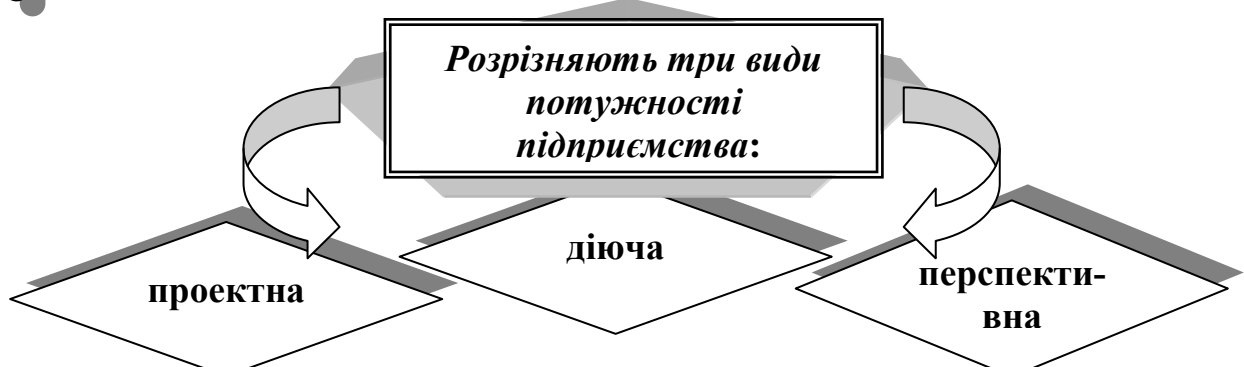 Розрізняють три види
потужності
підприємства:
проектна
діюча
перспекти-
вна